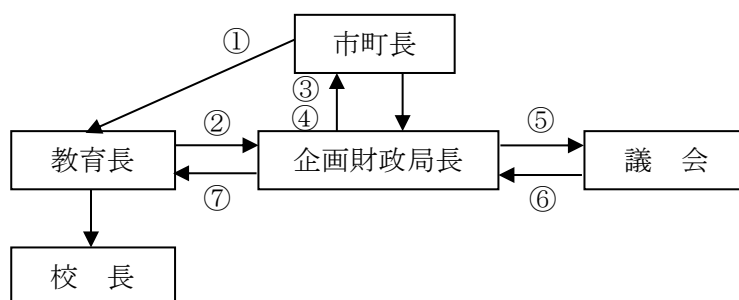 ①
市町長
③
④
②
⑤
教育長
企画財政局長
議　会
⑦
⑥
校　長